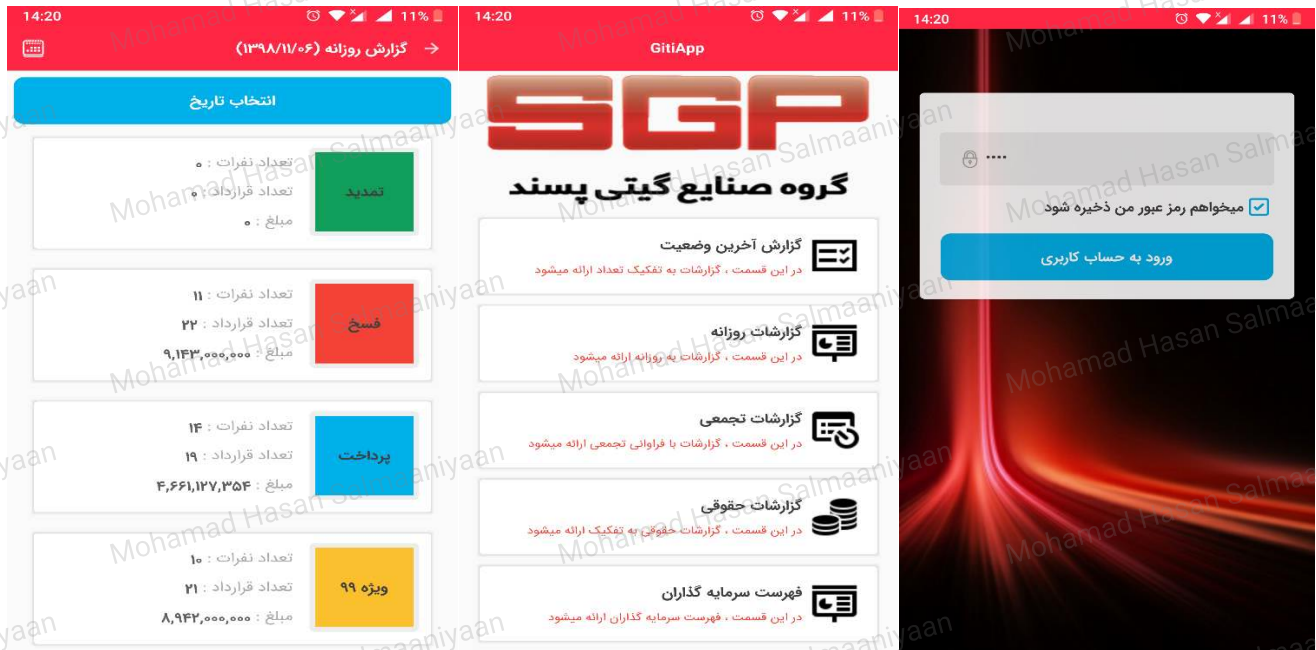 14:20
11%
گزارش روزانه (۱۳۹۸/۱۱/۰۶)
انتخاب تاریخ
تمدید
تعداد نفرات : ۰
تعداد قرارداد : ۰
مبلغ : ۰
فسخ
تعداد نفرات : ۱۱
تعداد قرارداد : ۲۲
مبلغ : ۹,۱۴۳,۰۰۰,۰۰۰
پرداخت
تعداد نفرات : ۱۴
تعداد قرارداد : ۱۹
مبلغ : ۴,۶۶۱,۱۲۷,۳۵۴
ویژه ۹۹
تعداد نفرات : ۱۰
تعداد قرارداد : ۲۱
مبلغ : ۸,۹۴۲,۰۰۰,۰۰۰
14:20
11%
GitiApp
SGP
گروه صنایع گیتی پسند
گزارش آخرین وضعیت
در این قسمت ، گزارشات به تفکیک تعداد ارائه میشود
گزارشات روزانه
در این قسمت ، گزارشات به روزانه ارائه میشود
گزارشات تجمعی
در این قسمت ، گزارشات با فراوانی تجمعی ارائه میشود
گزارشات حقوقی
در این قسمت ، گزارشات حقوقی به تفکیک ارائه میشود
فهرست سرمایه گذاران
در این قسمت ، فهرست سرمایه گذاران ارائه میشود
14:20
11%
میخواهم رمز عبور من ذخیره شود
ورود به حساب کاربری
Mohamad Hasan Salmaaniyaan